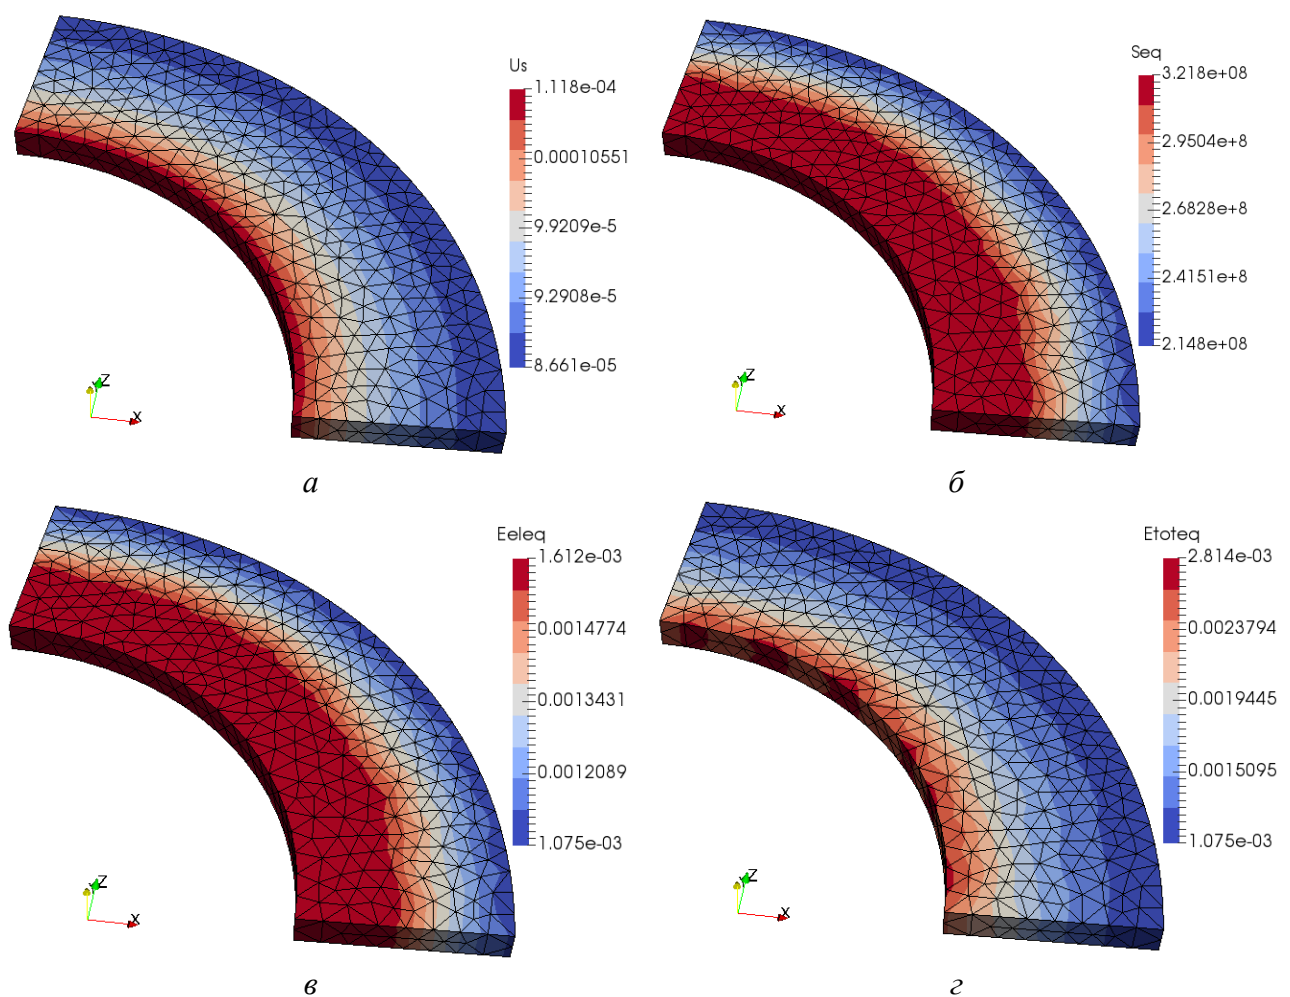 Us
1.118e-04
0.00010551
9.9209e-5
9.2908e-5
8.661e-05
Z
Y
X
а
Seq
3.218e+08
2.9504e+8
2.6828e+8
2.4151e+8
2.148e+08
Z
Y
X
б
Eeleq
1.612e-03
0.0014774
0.0013431
0.0012089
1.075e-03
Z
Y
X
в
Etoteq
2.814e-03
0.0023794
0.0019445
0.0015095
1.075e-03
Z
Y
X
г